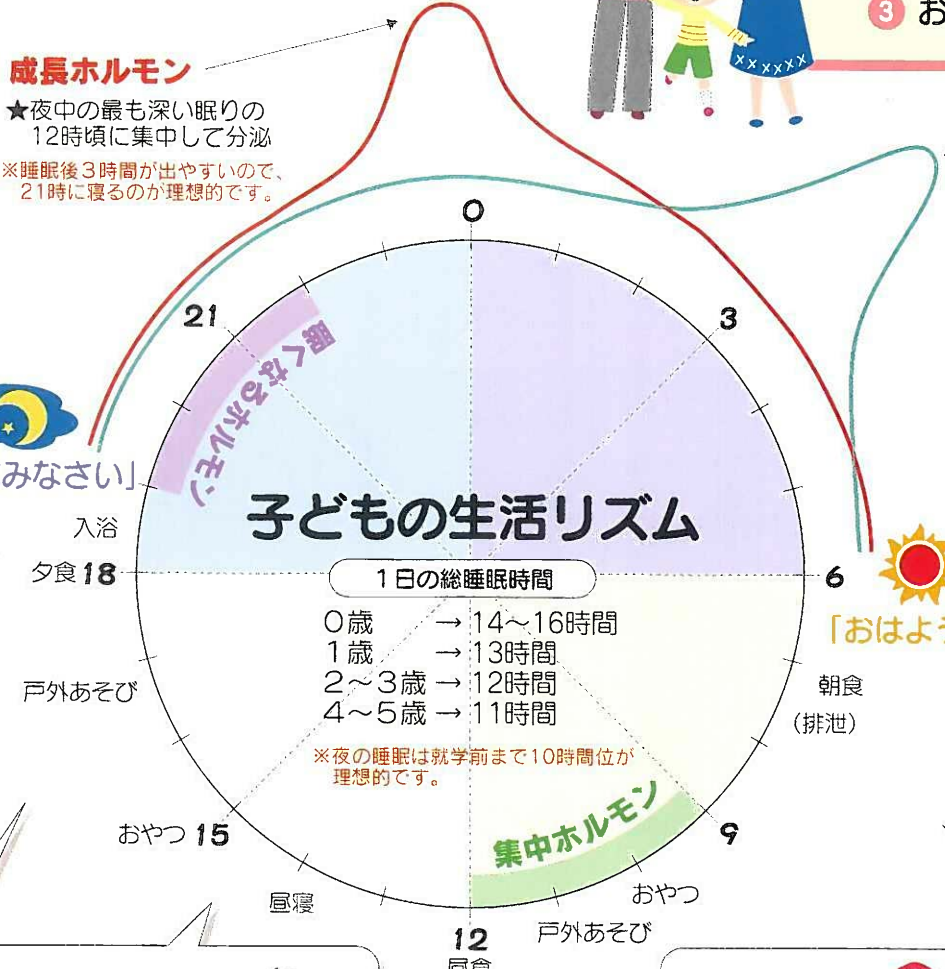 ❸ お
成長ホルモン
★夜中の最も深い眠りの
12時頃に集中して分泌
※睡眠後3時間が出やすいので、
21時に寝るのが理想的です。
0
21
3
眠くなるホルモン
みなさい」
入浴
子どもの生活リズム
夕食 18
1日の総睡眠時間
6
「おはよう
0歳 → 14～16時間
1歳 → 13時間
2～3歳 → 12時間
4～5歳 → 11時間
戸外あそび
朝食
(排泄)
※夜の睡眠は就学前まで10時間位が
理想的です。
集中ホルモン
おやつ 15
9
昼寝
おやつ
戸外あそび
12
昼食